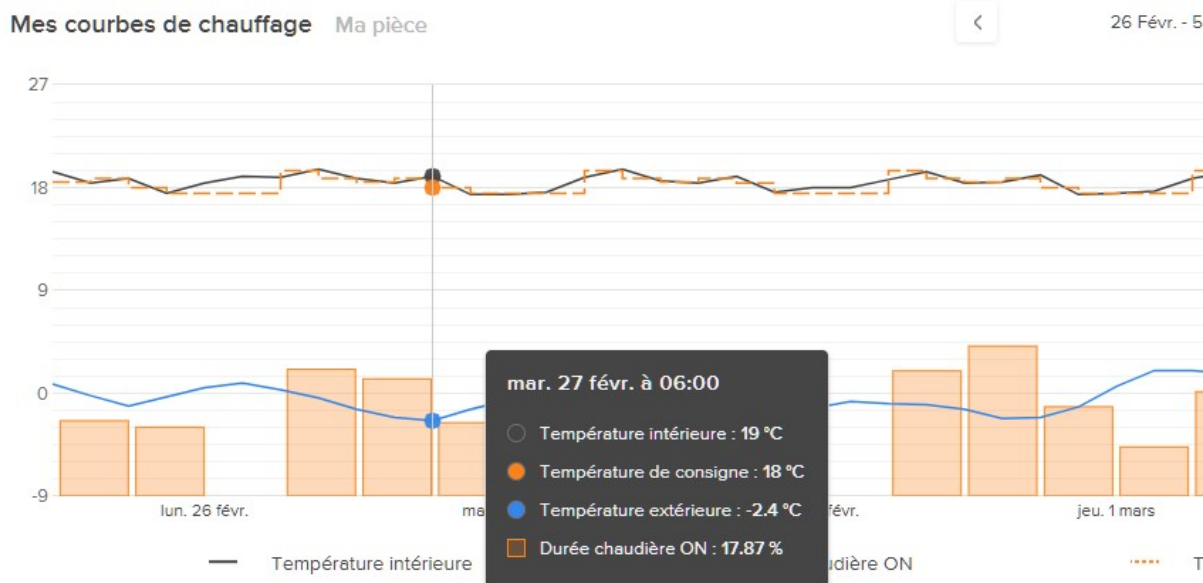 Mes courbes de chauffage Ma pièce
26 Févr. - 5
27
18
9
0
-9
mar. 27 févr. à 06:00
Température intérieure : 19 °C
Température de consigne : 18 °C
Température extérieure : -2.4 °C
Durée chaudière ON : 17.87 %
lun. 26 févr.
ma
févr.
jeu. 1 mars
Température intérieure
udière ON
T